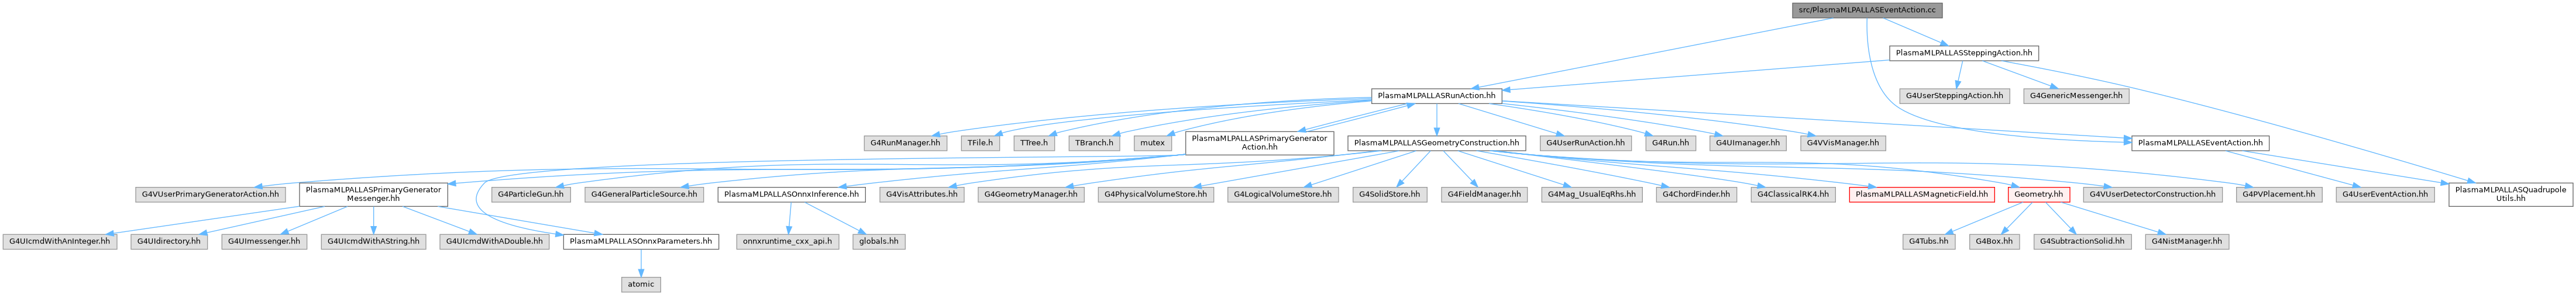 src/PlasmaMLPALLASEventAction.cc
PlasmaMLPALLASSteppingAction.hh
PlasmaMLPALLASRunAction.hh
G4UserSteppingAction.hh
G4GenericMessenger.hh
G4RunManager.hh
TFile.h
TTree.h
TBranch.h
mutex
PlasmaMLPALLASPrimaryGenerator
Action.hh
PlasmaMLPALLASGeometryConstruction.hh
G4UserRunAction.hh
G4Run.hh
G4UImanager.hh
G4VVisManager.hh
PlasmaMLPALLASEventAction.hh
G4VUserPrimaryGeneratorAction.hh
PlasmaMLPALLASPrimaryGenerator
Messenger.hh
G4ParticleGun.hh
G4GeneralParticleSource.hh
PlasmaMLPALLASOnnxInference.hh
G4VisAttributes.hh
G4GeometryManager.hh
G4PhysicalVolumeStore.hh
G4LogicalVolumeStore.hh
G4SolidStore.hh
G4FieldManager.hh
G4Mag_UsualEqRhs.hh
G4ChordFinder.hh
G4ClassicalRK4.hh
PlasmaMLPALLASMagneticField.hh
Geometry.hh
G4VUserDetectorConstruction.hh
G4PVPlacement.hh
G4UserEventAction.hh
PlasmaMLPALLASQuadrupole
Utils.hh
G4UIcmdWithAnInteger.hh
G4UIdirectory.hh
G4UImessenger.hh
G4UIcmdWithAString.hh
G4UIcmdWithADouble.hh
PlasmaMLPALLASOnnxParameters.hh
onnxruntime_cxx_api.h
globals.hh
G4Tubs.hh
G4Box.hh
G4SubtractionSolid.hh
G4NistManager.hh
atomic